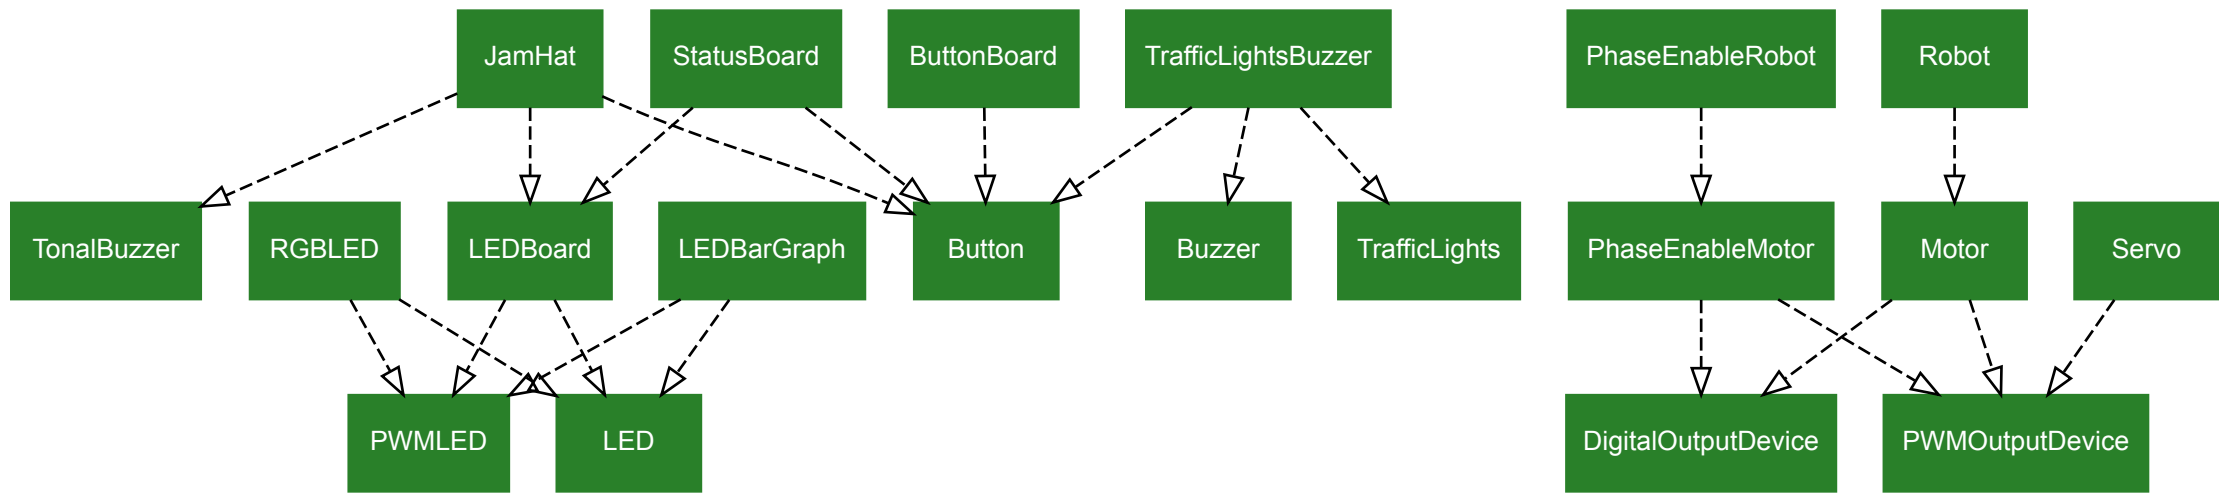 JamHat
StatusBoard
ButtonBoard
TrafficLightsBuzzer
PhaseEnableRobot
Robot
TonalBuzzer
RGBLED
LEDBoard
LEDBarGraph
Button
Buzzer
TrafficLights
PhaseEnableMotor
Motor
Servo
PWMLED
LED
DigitalOutputDevice
PWMOutputDevice